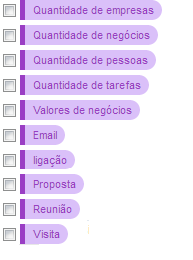 Quantidade de empresas
Quantidade de negócios
Quantidade de pessoas
Quantidade de tarefas
Valores de negócios
Email
ligação
Proposta
Reunião
Visita